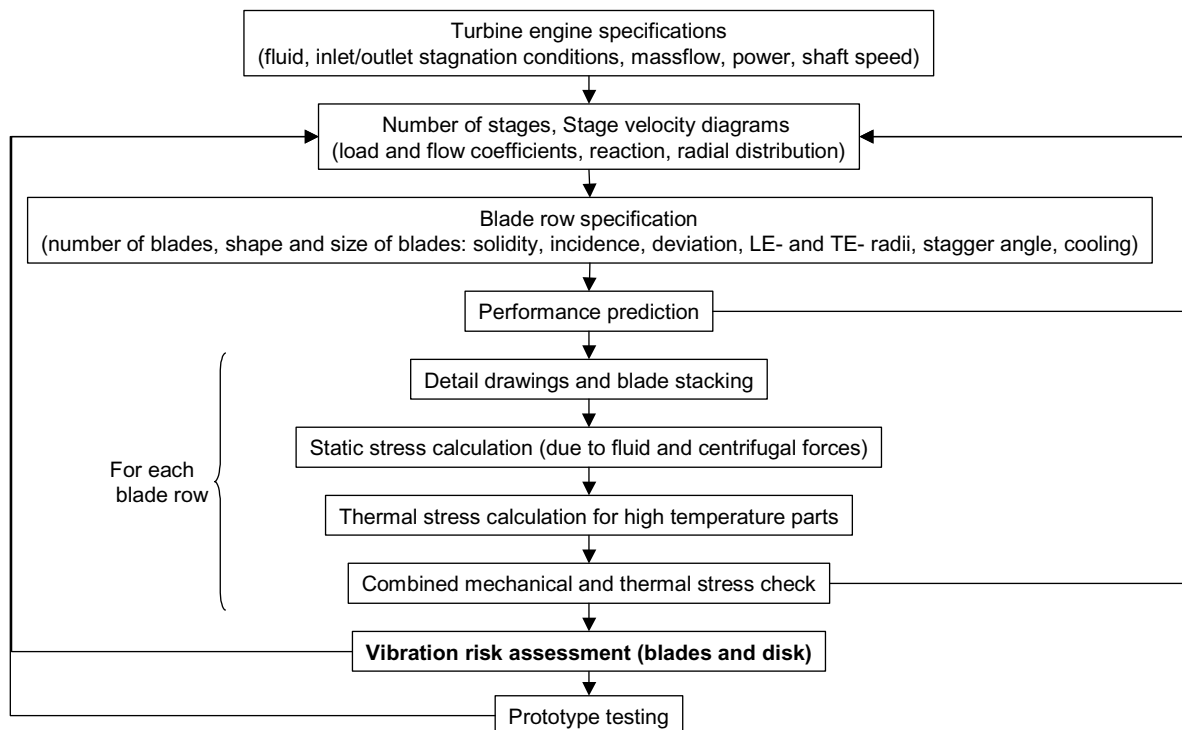 Turbine engine specifications
(fluid, inlet/outlet stagnation conditions, massflow, power, shaft speed)
Number of stages, Stage velocity diagrams
(load and flow coefficients, reaction, radial distribution)
Blade row specification
(number of blades, shape and size of blades: solidity, incidence, deviation, LE- and TE- radii, stagger angle, cooling)
Performance prediction
Detail drawings and blade stacking
Static stress calculation (due to fluid and centrifugal forces)
For each
blade row
Thermal stress calculation for high temperature parts
Combined mechanical and thermal stress check
Vibration risk assessment (blades and disk)
Prototype testing